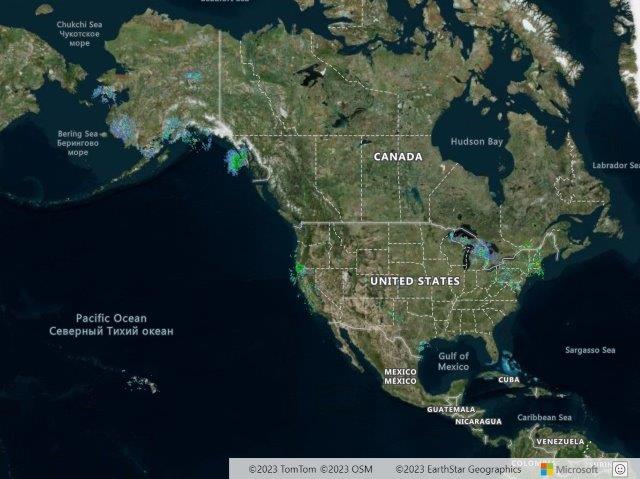 Chukchi Sea
Чукотское
море
Bering Sea
Берингово
море
Hudson Bay
CANADA
Labrador Sea
UNITED STATES
Pacific Ocean
Северный Тихий океан
Sargasso Sea
Gulf of
Mexico
MEXICO
MÉXICO
CUBA
GUATEMALA
NICARAGUA
Caribbean Sea
VENEZUELA
COLOMBIA
©2023 TomTom ©2023 OSM ©2023 EarthStar Geographics Microsoft